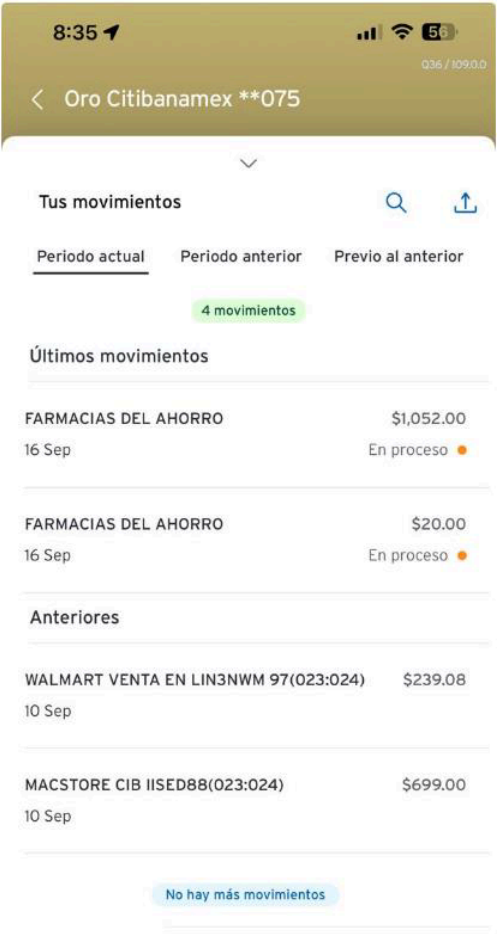 8:35
56
Q36 / 109.0.0
Oro Citibanamex **075
Tus movimientos
Periodo actual Periodo anterior Previo al anterior
4 movimientos
Últimos movimientos
FARMACIAS DEL AHORRO $1,052.00
16 Sep En proceso
FARMACIAS DEL AHORRO $20.00
16 Sep En proceso
Anteriores
WALMART VENTA EN LIN3NWM 97(023:024) $239.08
10 Sep
MACSTORE CIB IISED88(023:024) $699.00
10 Sep
No hay más movimientos